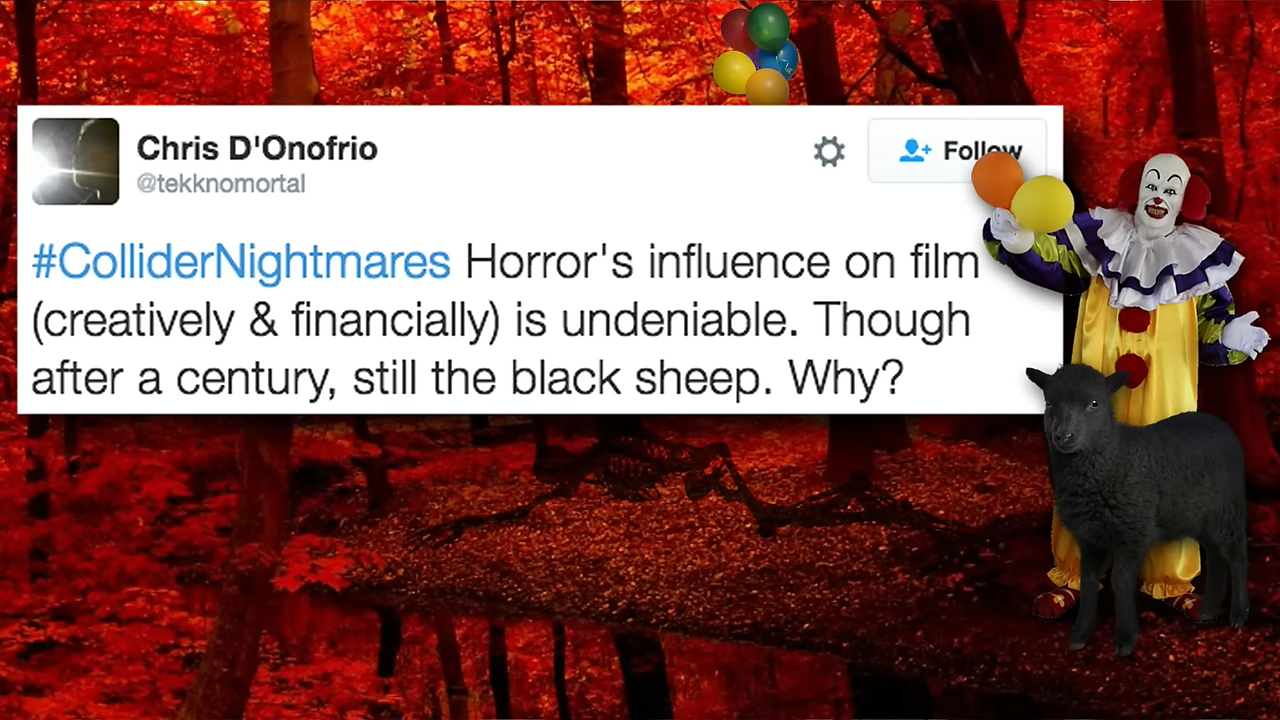 Chris D'Onofrio
@tekknomortal
Follow
#ColliderNightmares Horror's influence on film
(creatively & financially) is undeniable. Though
after a century, still the black sheep. Why?